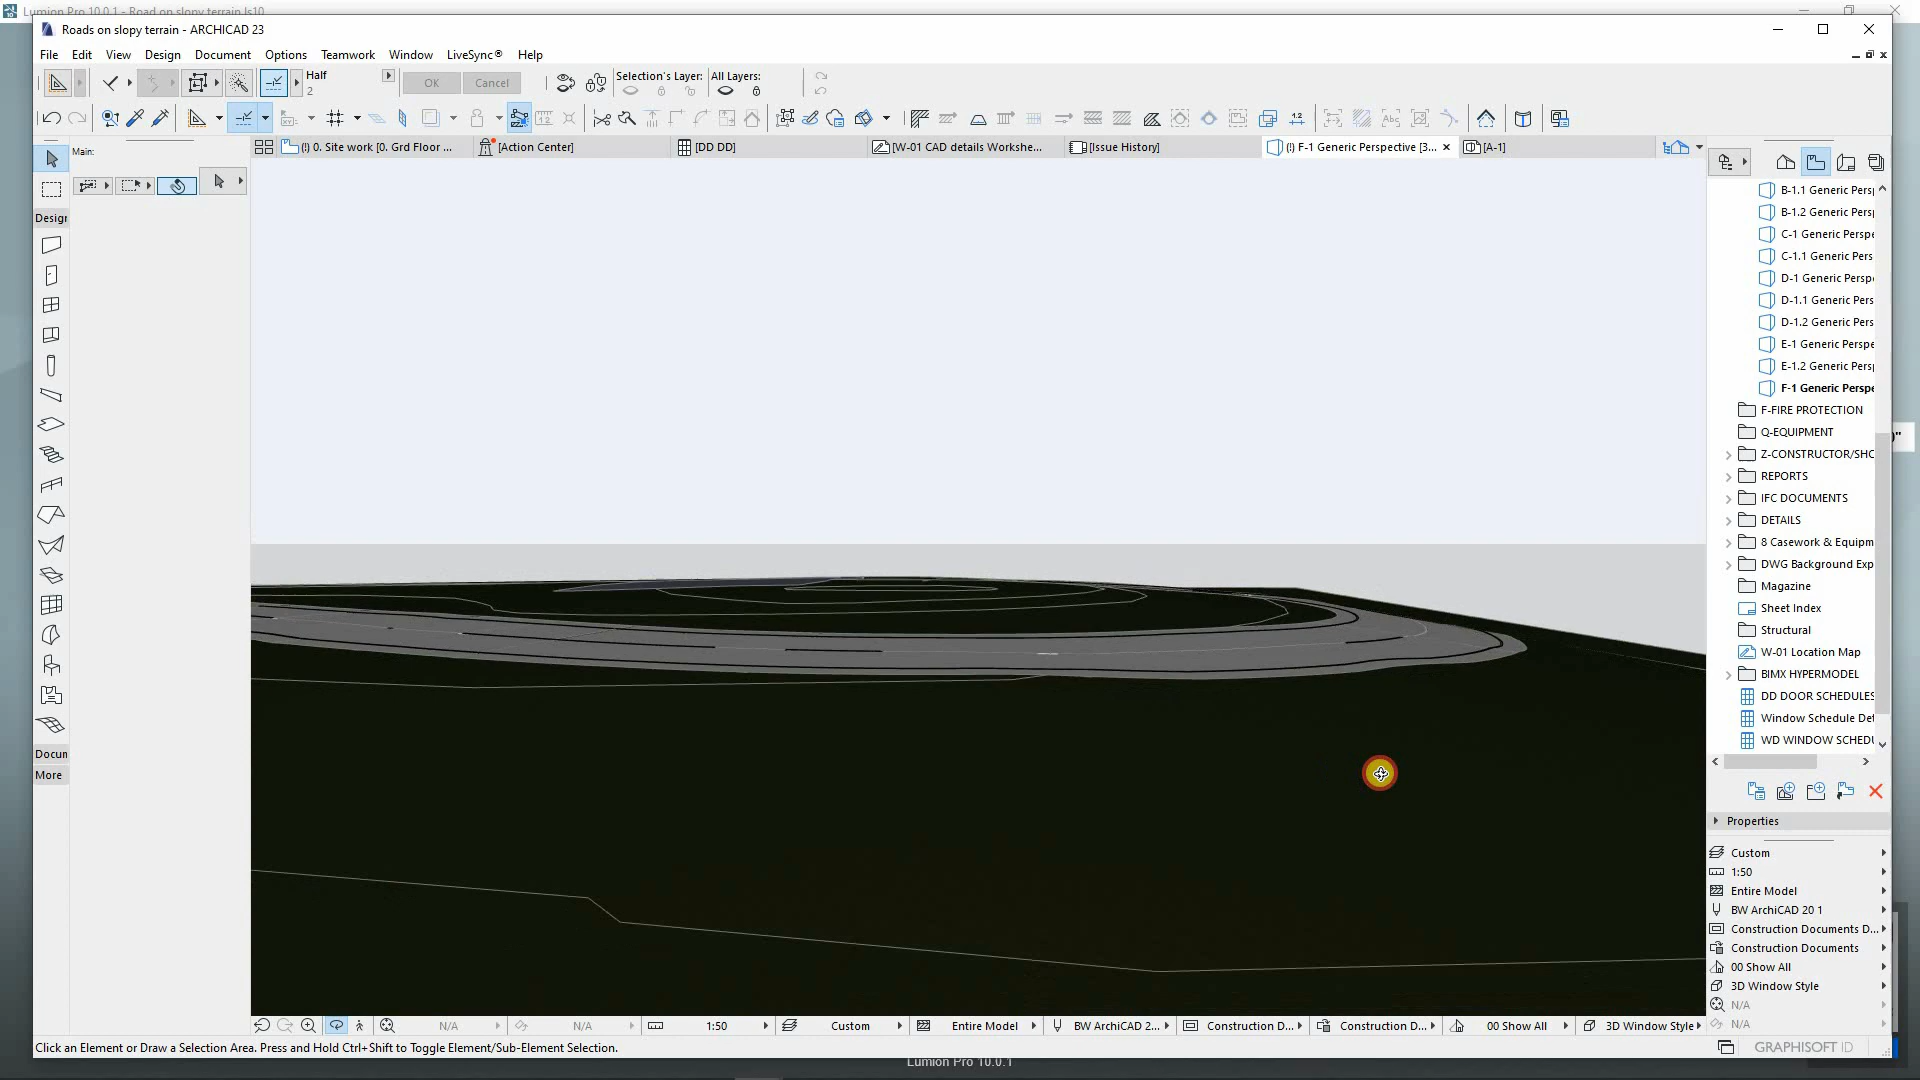 Lumion Pro 10.0.1 - Road on slopy terrain.ls10
Roads on slopy terrain - ARCHICAD 23
File Edit View Design Document Options Teamwork Window LiveSync® Help
Half
2
OK Cancel
Selection's Layer: All Layers:
Main:
(!) 0. Site work [0. Grd Floor ...
[Action Center]
[DD DD]
[W-01 CAD details Workshe...
[Issue History]
(!) F-1 Generic Perspective [3...
[A-1]
Desigr
Docun
More
B-1.1 Generic Pers
B-1.2 Generic Pers
C-1 Generic Perspe
C-1.1 Generic Pers
D-1 Generic Perspe
D-1.1 Generic Pers
D-1.2 Generic Pers
E-1 Generic Perspe
E-1.2 Generic Pers
F-1 Generic Perspe
F-FIRE PROTECTION
Q-EQUIPMENT
Z-CONSTRUCTOR/SHC
REPORTS
IFC DOCUMENTS
DETAILS
8 Casework & Equipm
DWG Background Exp
Magazine
Sheet Index
Structural
W-01 Location Map
BIMX HYPERMODEL
DD DOOR SCHEDULES
Window Schedule Det
WD WINDOW SCHEDU
Properties
Custom
1:50
Entire Model
BW ArchiCAD 20 1
Construction Documents D...
Construction Documents
00 Show All
3D Window Style
N/A
N/A
N/A N/A 1:50 Custom Entire Model BW ArchiCAD 2... Construction D... Construction D... 00 Show All 3D Window Style
Click an Element or Draw a Selection Area. Press and Hold Ctrl+Shift to Toggle Element/Sub-Element Selection.
GRAPHISOFT ID
Lumion Pro 10.0.1